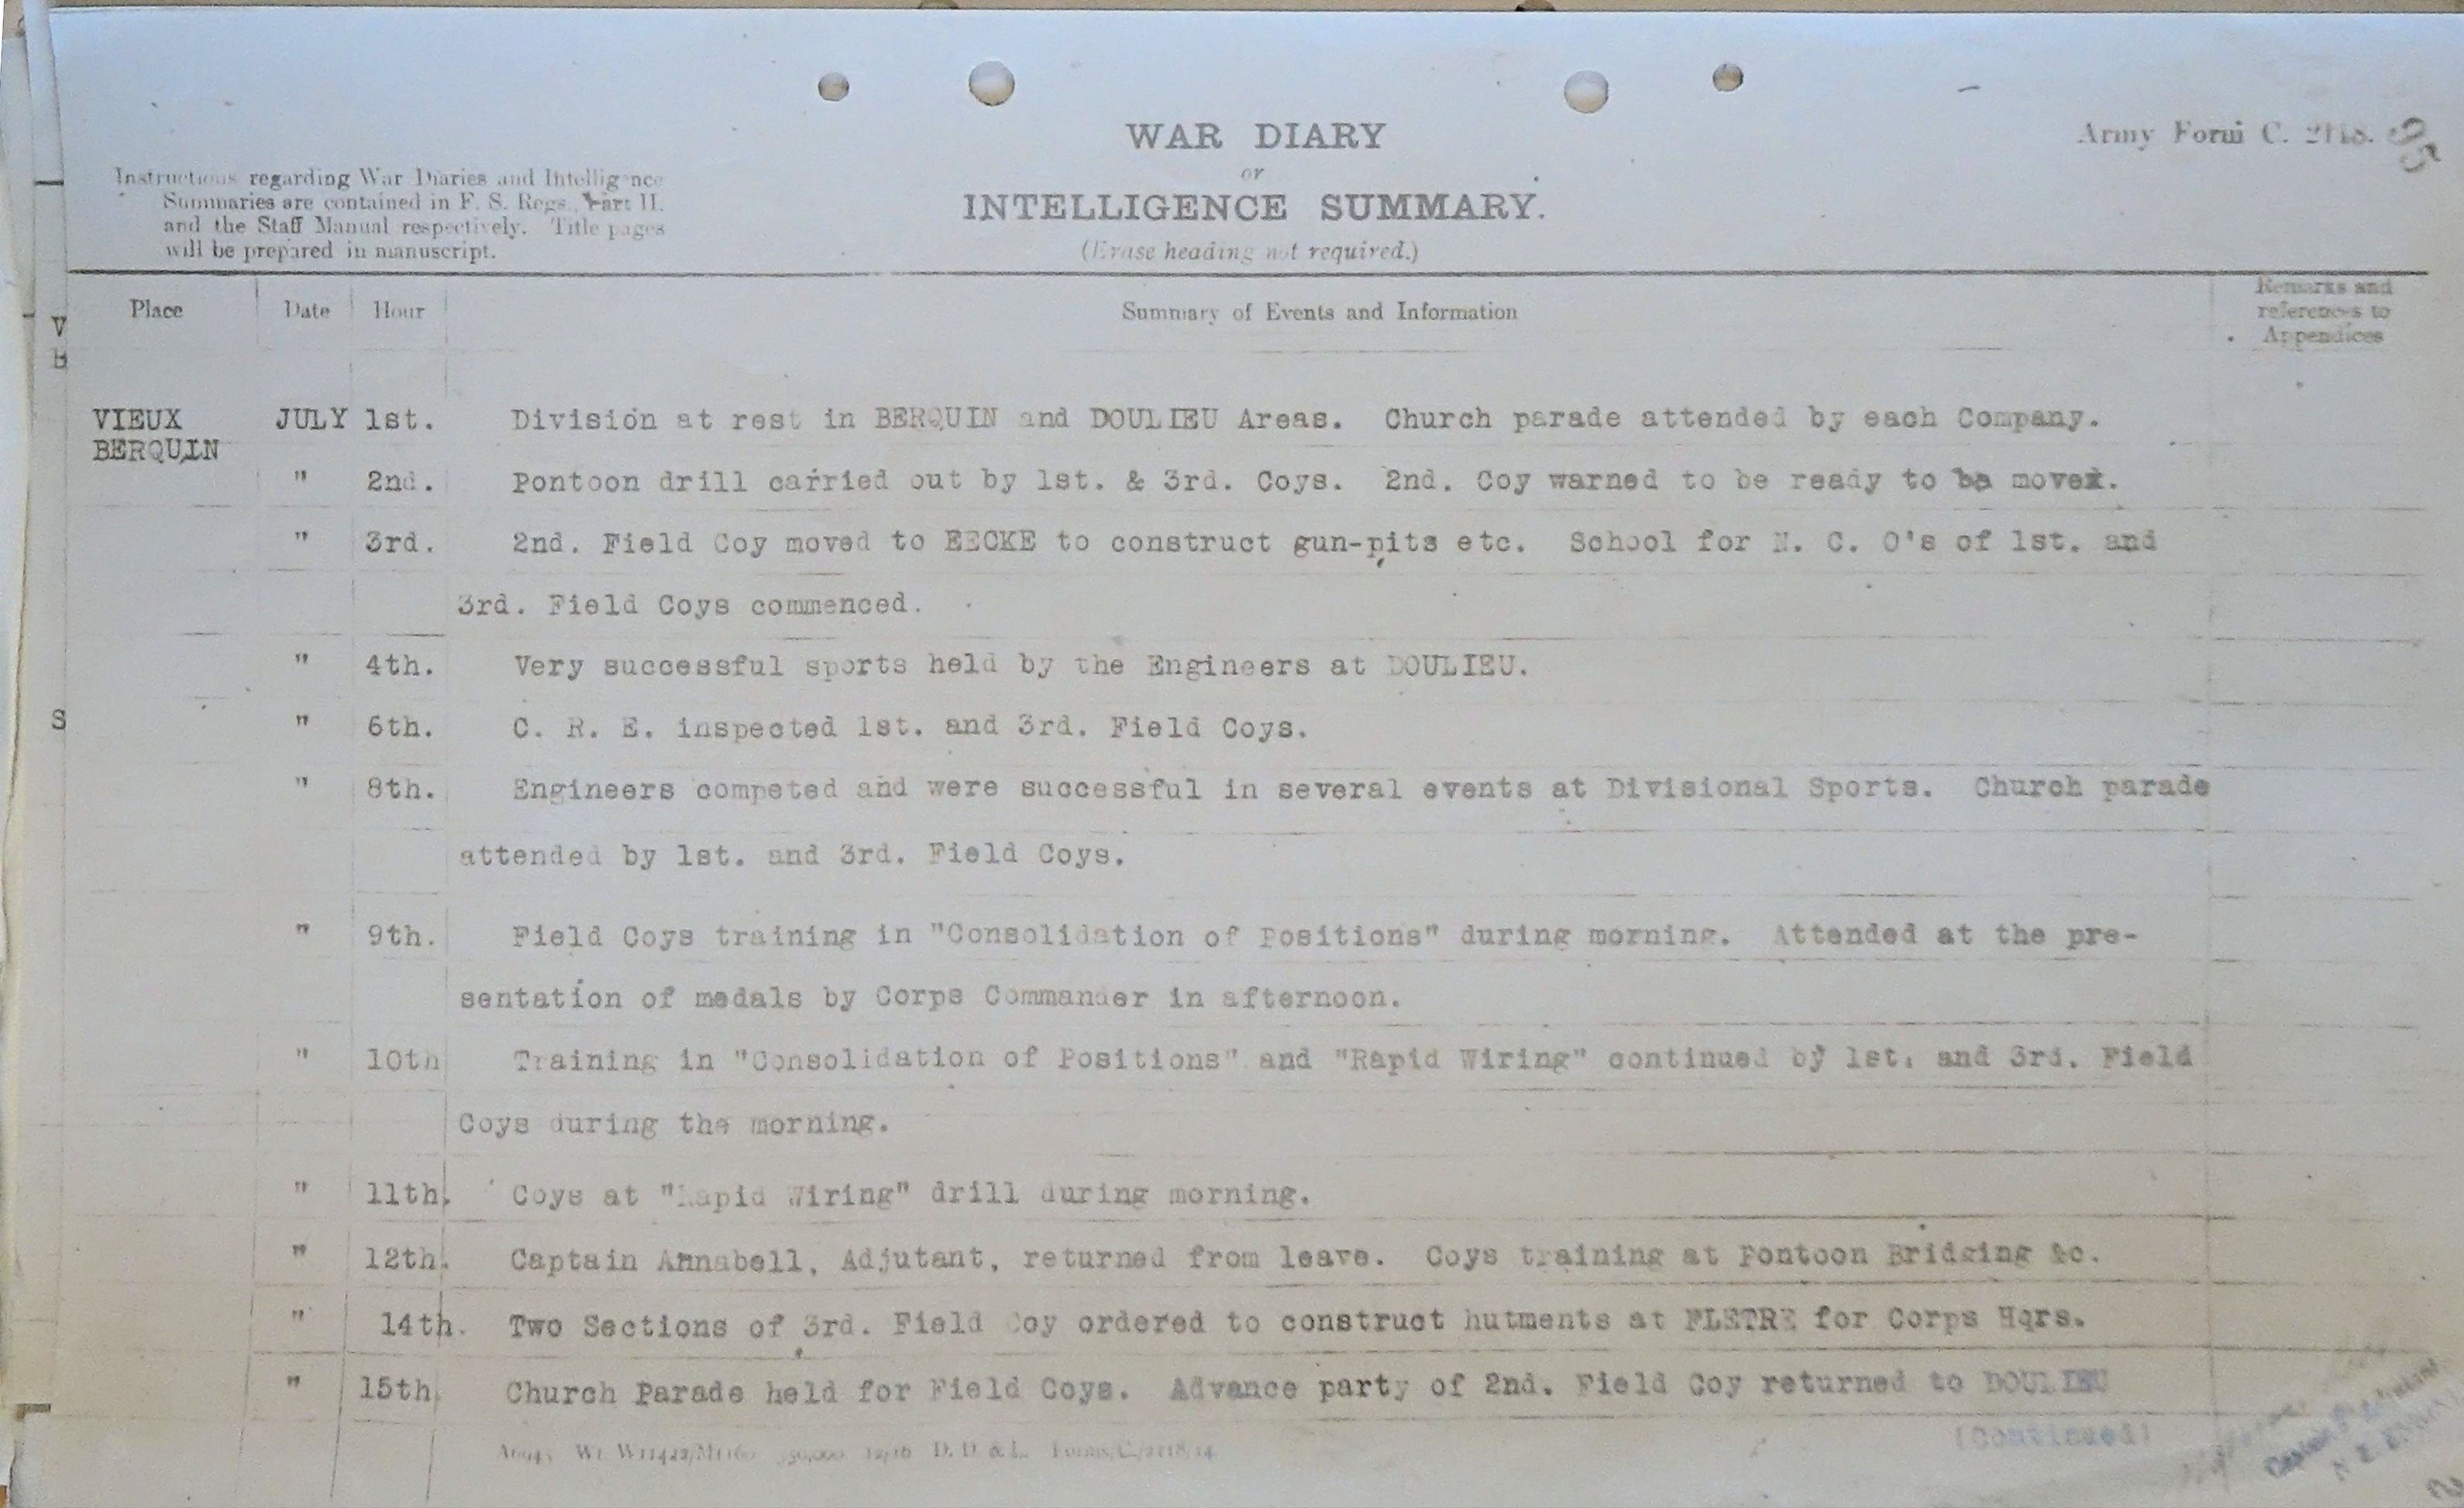 Army Form C. 2118.
95
WAR DIARY
or
INTELLIGENCE SUMMARY.
(Erase heading not required.)
Instructions regarding War Diaries and Intelligence
Summaries are contained in F. S. Regs., Part II.
and the Staff Manual respectively. Title pages
will be prepared in manuscript.
Place Date Hour Summary of Events and Information Remarks and
references to
Appendices
V
B
VIEUX JULY 1st. Division at rest in BERQUIN and DOULIEU Areas. Church parade attended by each Company.
BERQUIN
" 2nd. Pontoon drill carried out by 1st. & 3rd. Coys. 2nd. Coy warned to be ready to be move.
" 3rd. 2nd. Field Coy moved to EECKE to construct gun-pits etc. School for N. C. O's of 1st. and
3rd. Field Coys commenced.
" 4th. Very successful sports held by the Engineers at DOULIEU.
S
" 6th. C. R. E. inspected 1st. and 3rd. Field Coys.
" 8th. Engineers competed and were successful in several events at Divisional Sports. Church parade
attended by 1st. and 3rd. Field Coys.
" 9th. Field Coys training in "Consolidation of Positions" during morning. Attended at the pre-
sentation of medals by Corps Commander in afternoon.
" 10th Training in "Consolidation of Positions" and "Rapid Wiring" continued by 1st. and 3rd. Field
Coys during the morning.
" 11th. Coys at "Rapid Wiring" drill during morning.
" 12th. Captain Annabell, Adjutant, returned from leave. Coys training at Pontoon Bridging &c.
" 14th. Two Sections of 3rd. Field Coy ordered to construct hutments at FLETRE for Corps Hqrs.
" 15th. Church Parade held for Field Coys. Advance party of 2nd. Field Coy returned to DOULIEU
(Continued)
D. D. & L.